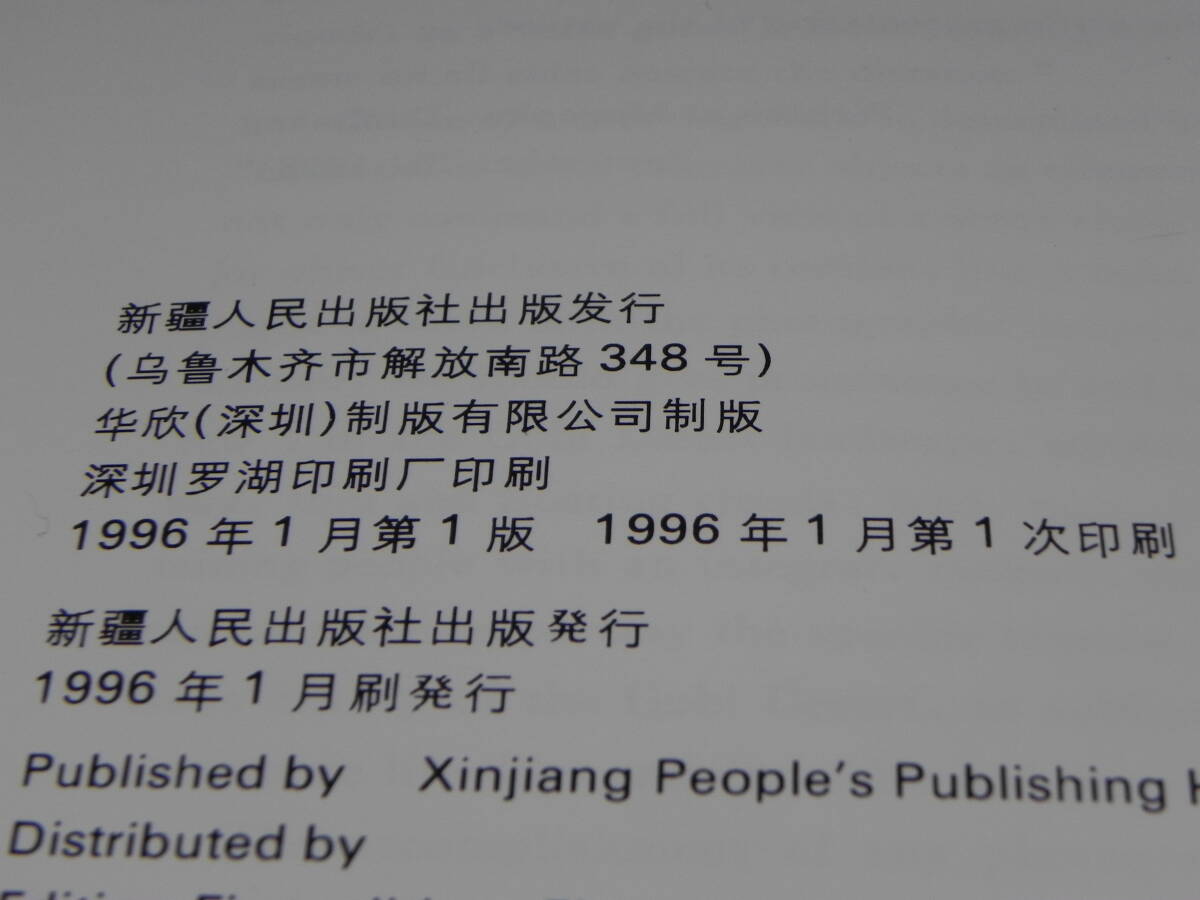 新疆人民出版社出版发行
(乌鲁木齐市解放南路 348 号)
华欣(深圳)制版有限公司制版
深圳罗湖印刷厂印刷
1996 年 1 月第 1 版 1996 年 1 月第 1 次印刷
新疆人民出版社出版発行
1996 年 1 月刷発行
Published by Xinjiang People's Publishing
Distributed by